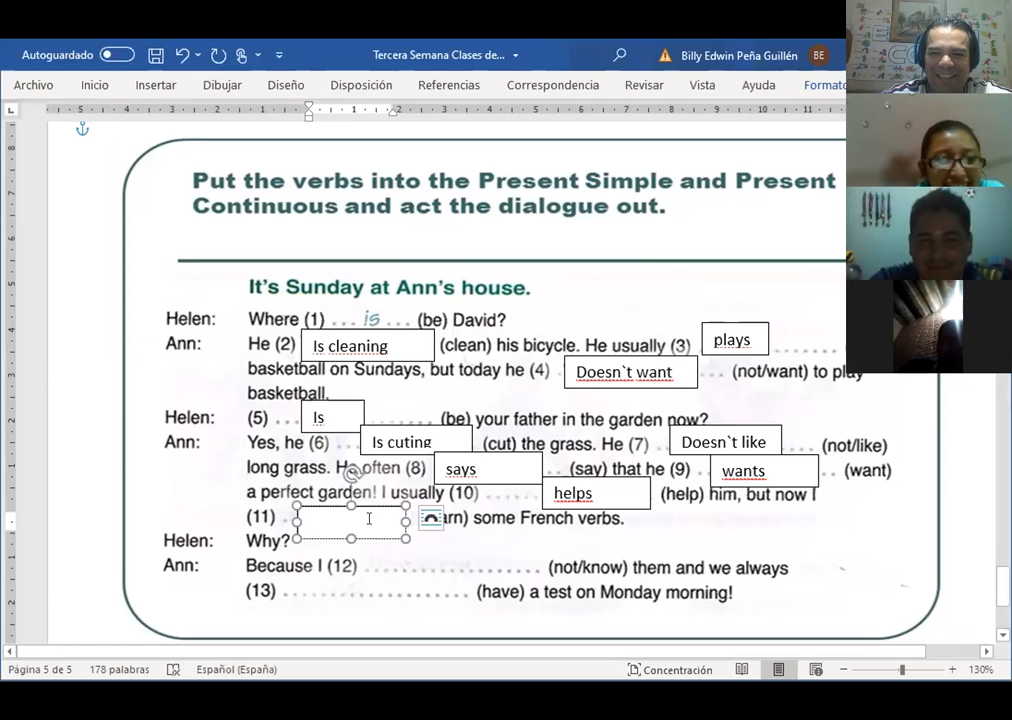 Autoguardado
Tercera Semana Clases de...
Billy Edwin Peña Guillén
BE
Archivo Inicio Insertar Dibujar Diseño Disposición Referencias Correspondencia Revisar Vista Ayuda Formato
Put the verbs into the Present Simple and Present
Continuous and act the dialogue out.
It's Sunday at Ann's house.
Helen: Where (1) ... is ... (be) David?
Ann: He (2) Is cleaning (clean) his bicycle. He usually (3) plays
basketball on Sundays, but today he (4) Doesn`t want (not/want) to play
basketball.
Helen: (5) Is (be) your father in the garden now?
Ann: Yes, he (6) Is cuting (cut) the grass. He (7) Doesn`t like (not/like)
long grass. He often (8) says (say) that he (9) wants (want)
a perfect garden! I usually (10) helps (help) him, but now I
(11) arn) some French verbs.
Helen: Why?
Ann: Because I (12) (not/know) them and we always
(13) (have) a test on Monday morning!
Página 5 de 5 178 palabras Español (España) Concentración 130%